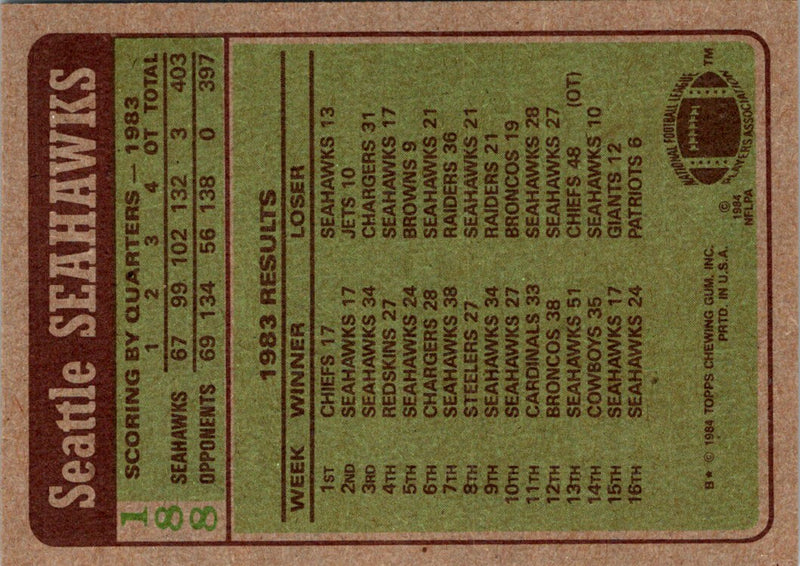 188
Seattle SEAHAWKS
SCORING BY QUARTERS — 1983
1 2 3 4 OT TOTAL
SEAHAWKS 67 99 102 132 3 403
OPPONENTS 69 134 56 138 0 397
1983 RESULTS
WEEK WINNER LOSER
1ST CHIEFS 17 SEAHAWKS 13
2ND SEAHAWKS 17 JETS 10
3RD SEAHAWKS 34 CHARGERS 31
4TH REDSKINS 27 SEAHAWKS 17
5TH SEAHAWKS 24 BROWNS 9
6TH CHARGERS 28 SEAHAWKS 21
7TH SEAHAWKS 38 RAIDERS 36
8TH STEELERS 27 SEAHAWKS 21
9TH SEAHAWKS 34 RAIDERS 21
10TH SEAHAWKS 27 BRONCOS 19
11TH CARDINALS 33 SEAHAWKS 28
12TH BRONCOS 38 SEAHAWKS 27
13TH SEAHAWKS 51 CHIEFS 48 (OT)
14TH COWBOYS 35 SEAHAWKS 10
15TH SEAHAWKS 17 GIANTS 12
16TH SEAHAWKS 24 PATRIOTS 6
B★ © 1984 TOPPS CHEWING GUM, INC.
PRTD. IN U.S.A.
©
1984
NFLPA
NATIONAL FOOTBALL LEAGUE
PLAYERS ASSOCIATION
TM